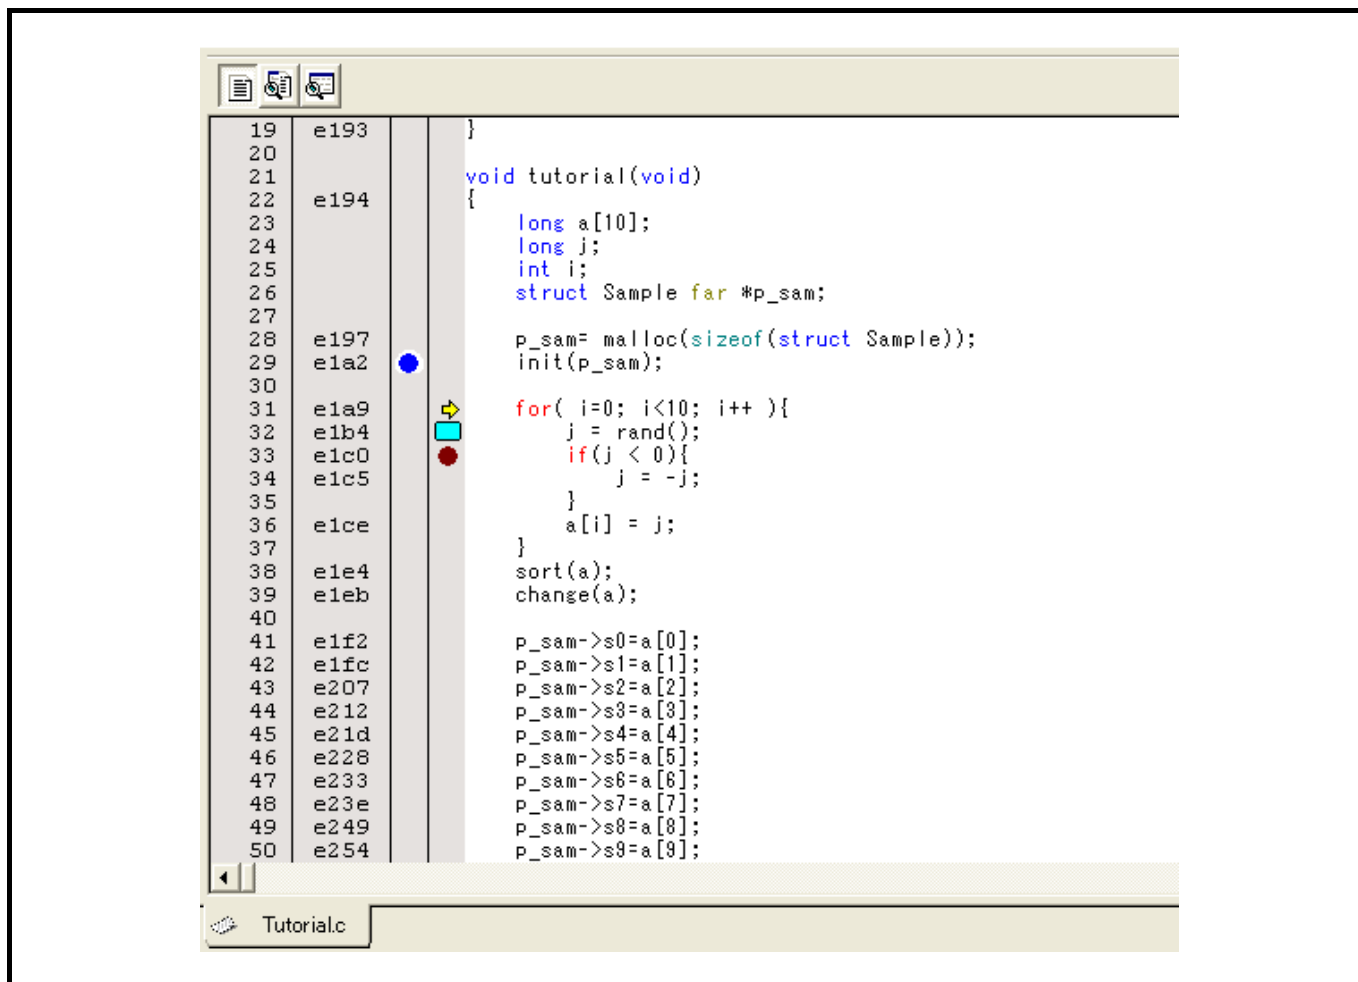 19 e193 }
20
21 void tutorial(void)
22 e194 {
23 long a[10];
24 long j;
25 int i;
26 struct Sample far *p_sam;
27
28 e197 p_sam= malloc(sizeof(struct Sample));
29 e1a2 init(p_sam);
30
31 e1a9 for( i=0; i<10; i++ ){
32 e1b4 j = rand();
33 e1c0 if(j < 0){
34 e1c5 j = -j;
35 }
36 e1ce a[i] = j;
37 }
38 e1e4 sort(a);
39 e1eb change(a);
40
41 e1f2 p_sam->s0=a[0];
42 e1fc p_sam->s1=a[1];
43 e207 p_sam->s2=a[2];
44 e212 p_sam->s3=a[3];
45 e21d p_sam->s4=a[4];
46 e228 p_sam->s5=a[5];
47 e233 p_sam->s6=a[6];
48 e23e p_sam->s7=a[7];
49 e249 p_sam->s8=a[8];
50 e254 p_sam->s9=a[9];
Tutorial.c